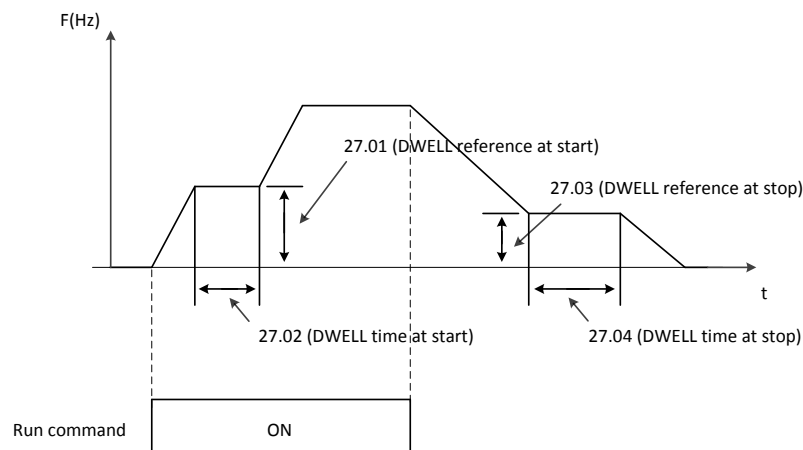 F(Hz)
27.01 (DWELL reference at start)
27.03 (DWELL reference at stop)
t
27.02 (DWELL time at start)
27.04 (DWELL time at stop)
Run command
ON